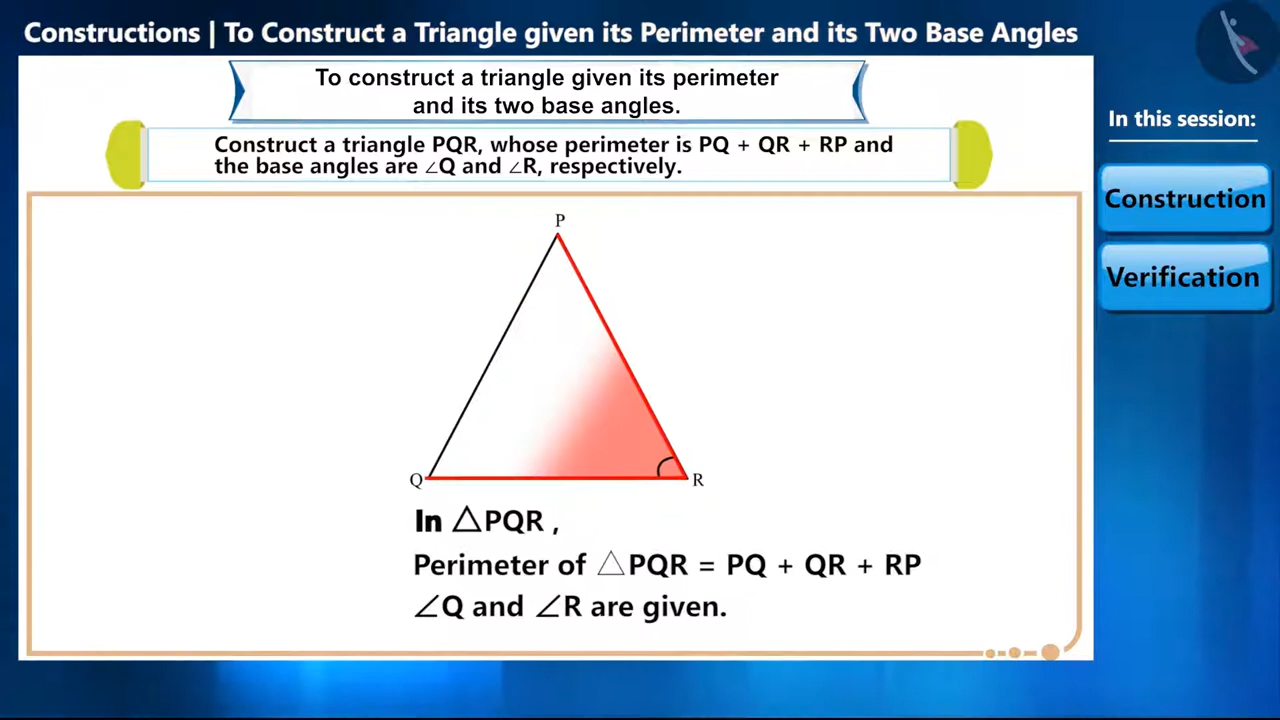 Constructions | To Construct a Triangle given its Perimeter and its Two Base Angles
To construct a triangle given its perimeter
and its two base angles.
In this session:
Construct a triangle PQR, whose perimeter is PQ + QR + RP and
the base angles are ∠Q and ∠R, respectively.
Construction
Verification
P
Q
R
In △PQR ,
Perimeter of △PQR = PQ + QR + RP
∠Q and ∠R are given.